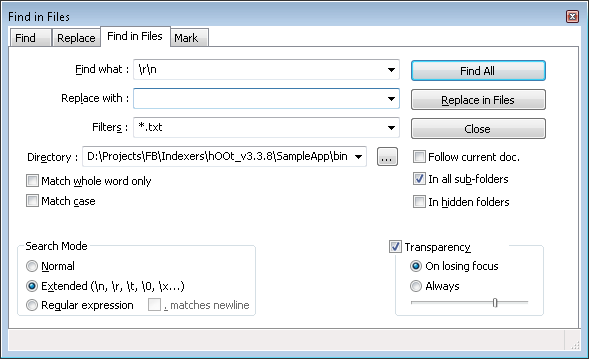 Find in Files
Find Replace Find in Files Mark
Find what : \r\n Find All
Replace with : Replace in Files
Filters : *.txt Close
Directory : D:\Projects\FB\Indexers\hOOt_v3.3.8\SampleApp\bin ... Follow current doc.
Match whole word only In all sub-folders
Match case In hidden folders
Search Mode Transparency
Normal On losing focus
Extended (\n, \r, \t, \0, \x...) Always
Regular expression . matches newline